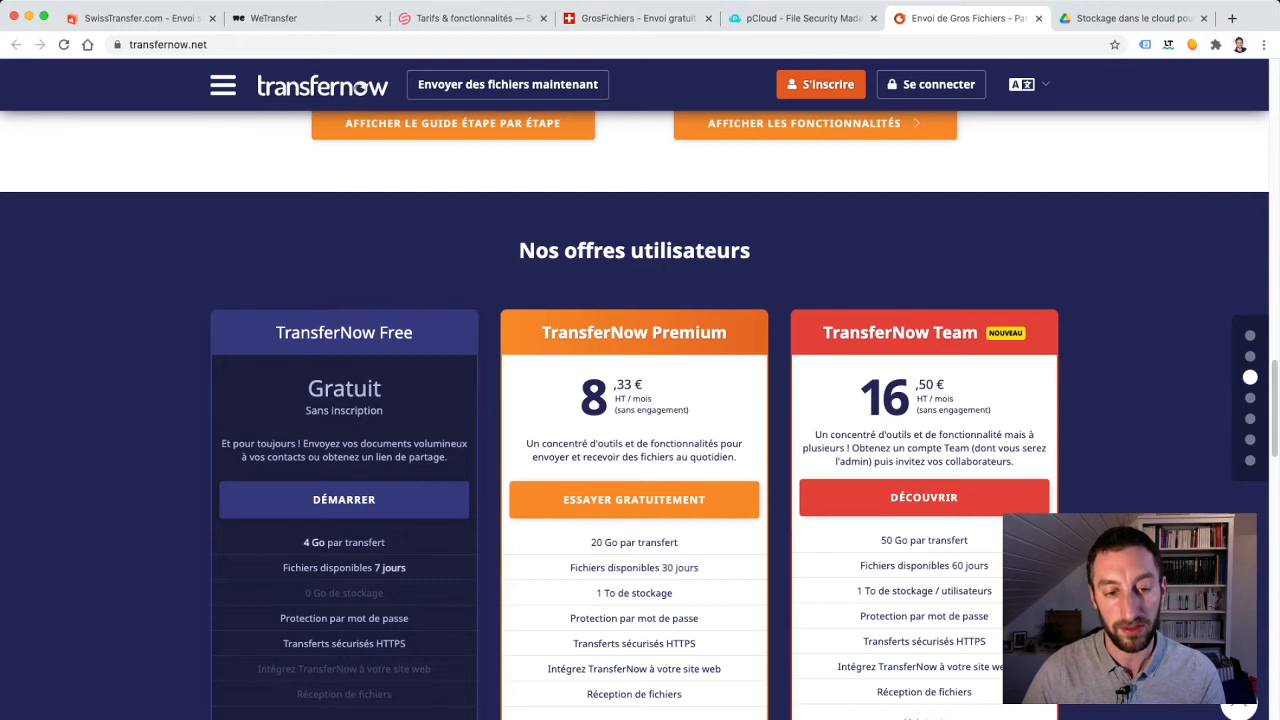 SwissTransfer.com - Envoi s
WeTransfer
Tarifs & fonctionnalités — S
GrosFichiers - Envoi gratuit
pCloud - File Security Made
Envoi de Gros Fichiers - Par
Stockage dans le cloud pou
transfernow.net
transfernow
Envoyer des fichiers maintenant
S'inscrire
Se connecter
AFFICHER LE GUIDE ÉTAPE PAR ÉTAPE
AFFICHER LES FONCTIONNALITÉS
Nos offres utilisateurs
TransferNow Free
Gratuit
Sans inscription
Et pour toujours ! Envoyez vos documents volumineux
à vos contacts ou obtenez un lien de partage.
DÉMARRER
4 Go par transfert
Fichiers disponibles 7 jours
0 Go de stockage
Protection par mot de passe
Transferts sécurisés HTTPS
Intégrez TransferNow à votre site web
Réception de fichiers
TransferNow Premium
8,33 €
HT / mois
(sans engagement)
Un concentré d'outils et de fonctionnalités pour
envoyer et recevoir des fichiers au quotidien.
ESSAYER GRATUITEMENT
20 Go par transfert
Fichiers disponibles 30 jours
1 To de stockage
Protection par mot de passe
Transferts sécurisés HTTPS
Intégrez TransferNow à votre site web
Réception de fichiers
TransferNow Team NOUVEAU
16,50 €
HT / mois
(sans engagement)
Un concentré d'outils et de fonctionnalité mais à
plusieurs ! Obtenez un compte Team (dont vous serez
l'admin) puis invitez vos collaborateurs.
DÉCOUVRIR
50 Go par transfert
Fichiers disponibles 60 jours
1 To de stockage / utilisateurs
Protection par mot de passe
Transferts sécurisés HTTPS
Intégrez TransferNow à votre site we
Réception de fichiers